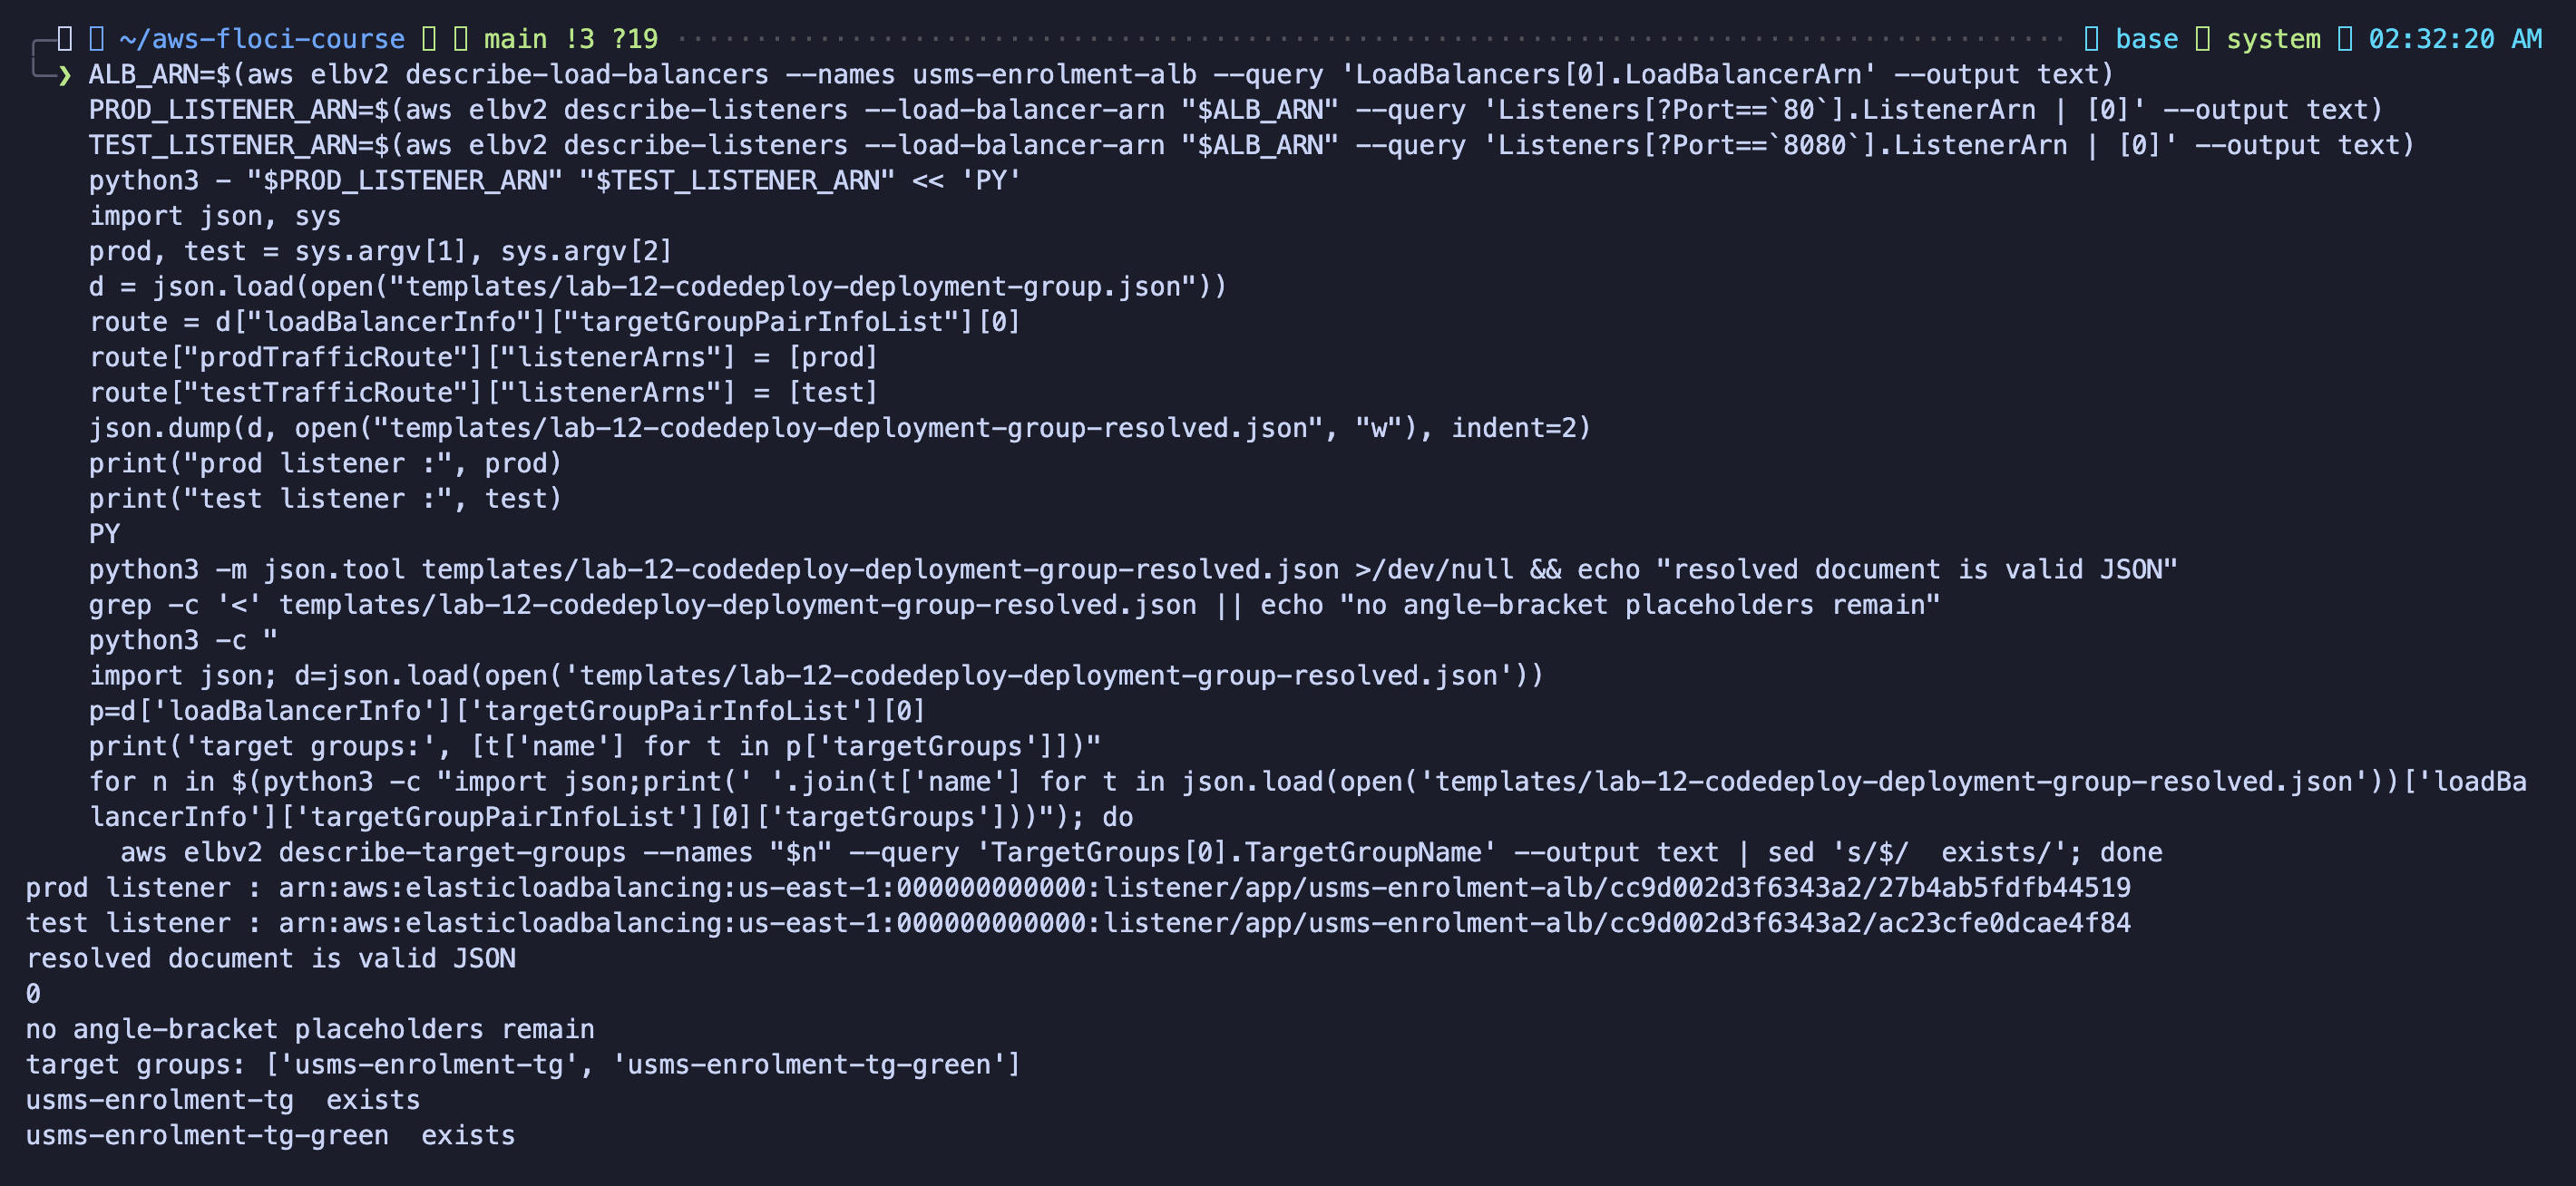 ~/aws-floci-course main !3 ?19 base system 02:32:20 AM
❯ ALB_ARN=$(aws elbv2 describe-load-balancers --names usms-enrolment-alb --query 'LoadBalancers[0].LoadBalancerArn' --output text)
PROD_LISTENER_ARN=$(aws elbv2 describe-listeners --load-balancer-arn "$ALB_ARN" --query 'Listeners[?Port==`80`].ListenerArn | [0]' --output text)
TEST_LISTENER_ARN=$(aws elbv2 describe-listeners --load-balancer-arn "$ALB_ARN" --query 'Listeners[?Port==`8080`].ListenerArn | [0]' --output text)
python3 - "$PROD_LISTENER_ARN" "$TEST_LISTENER_ARN" << 'PY'
import json, sys
prod, test = sys.argv[1], sys.argv[2]
d = json.load(open("templates/lab-12-codedeploy-deployment-group.json"))
route = d["loadBalancerInfo"]["targetGroupPairInfoList"][0]
route["prodTrafficRoute"]["listenerArns"] = [prod]
route["testTrafficRoute"]["listenerArns"] = [test]
json.dump(d, open("templates/lab-12-codedeploy-deployment-group-resolved.json", "w"), indent=2)
print("prod listener :", prod)
print("test listener :", test)
PY
python3 -m json.tool templates/lab-12-codedeploy-deployment-group-resolved.json >/dev/null && echo "resolved document is valid JSON"
grep -c '<' templates/lab-12-codedeploy-deployment-group-resolved.json || echo "no angle-bracket placeholders remain"
python3 -c "
import json; d=json.load(open('templates/lab-12-codedeploy-deployment-group-resolved.json'))
p=d['loadBalancerInfo']['targetGroupPairInfoList'][0]
print('target groups:', [t['name'] for t in p['targetGroups']])"
for n in $(python3 -c "import json;print(' '.join(t['name'] for t in json.load(open('templates/lab-12-codedeploy-deployment-group-resolved.json'))['loadBa
lancerInfo']['targetGroupPairInfoList'][0]['targetGroups']))"); do
  aws elbv2 describe-target-groups --names "$n" --query 'TargetGroups[0].TargetGroupName' --output text | sed 's/$/  exists/'; done
prod listener : arn:aws:elasticloadbalancing:us-east-1:000000000000:listener/app/usms-enrolment-alb/cc9d002d3f6343a2/27b4ab5fdfb44519
test listener : arn:aws:elasticloadbalancing:us-east-1:000000000000:listener/app/usms-enrolment-alb/cc9d002d3f6343a2/ac23cfe0dcae4f84
resolved document is valid JSON
0
no angle-bracket placeholders remain
target groups: ['usms-enrolment-tg', 'usms-enrolment-tg-green']
usms-enrolment-tg  exists
usms-enrolment-tg-green  exists